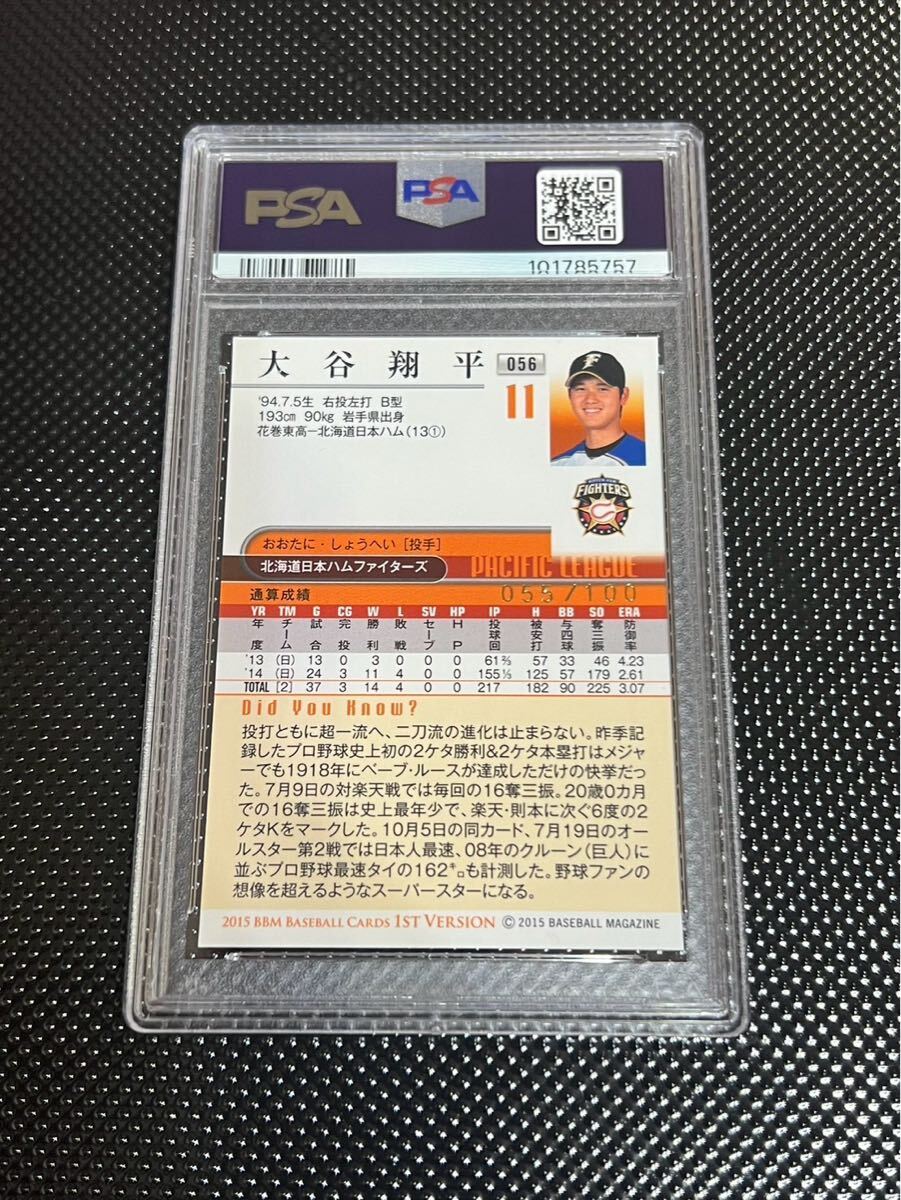 PSA PSA
101785757
大谷翔平 056
11
'94.7.5生 右投左打 B型
193cm 90kg 岩手県出身
花巻東高ー北海道日本ハム(13①)
F
FIGHTERS
おおたに・しょうへい [投手]
北海道日本ハムファイターズ PACIFIC LEAGUE
通算成績 055/100
YR TM G CG W L SV HP IP H BB SO ERA
年度 チーム 試合 完投 勝利 敗戦 セーブ HP 投球回 被安打 与四球 奪三振 防御率
'13 (日) 13 0 3 0 0 0 61⅔ 57 33 46 4.23
'14 (日) 24 3 11 4 0 0 155⅓ 125 57 179 2.61
TOTAL [2] 37 3 14 4 0 0 217 182 90 225 3.07
Did You Know?
投打ともに超一流へ、二刀流の進化は止まらない。昨季記
録したプロ野球史上初の2ケタ勝利&2ケタ本塁打はメジャ
ーでも1918年にベーブ・ルースが達成しただけの快挙だっ
た。7月9日の対楽天戦では毎回の16奪三振。20歳0カ月
での16奪三振は史上最年少で、楽天・則本に次ぐ6度の2
ケタKをマークした。10月5日の同カード、7月19日のオー
ルスター第2戦では日本人最速、08年のクルーン(巨人)に
並ぶプロ野球最速タイの162㌔も計測した。野球ファンの
想像を超えるようなスーパースターになる。
2015 BBM BASEBALL CARDS 1ST VERSION © 2015 BASEBALL MAGAZINE